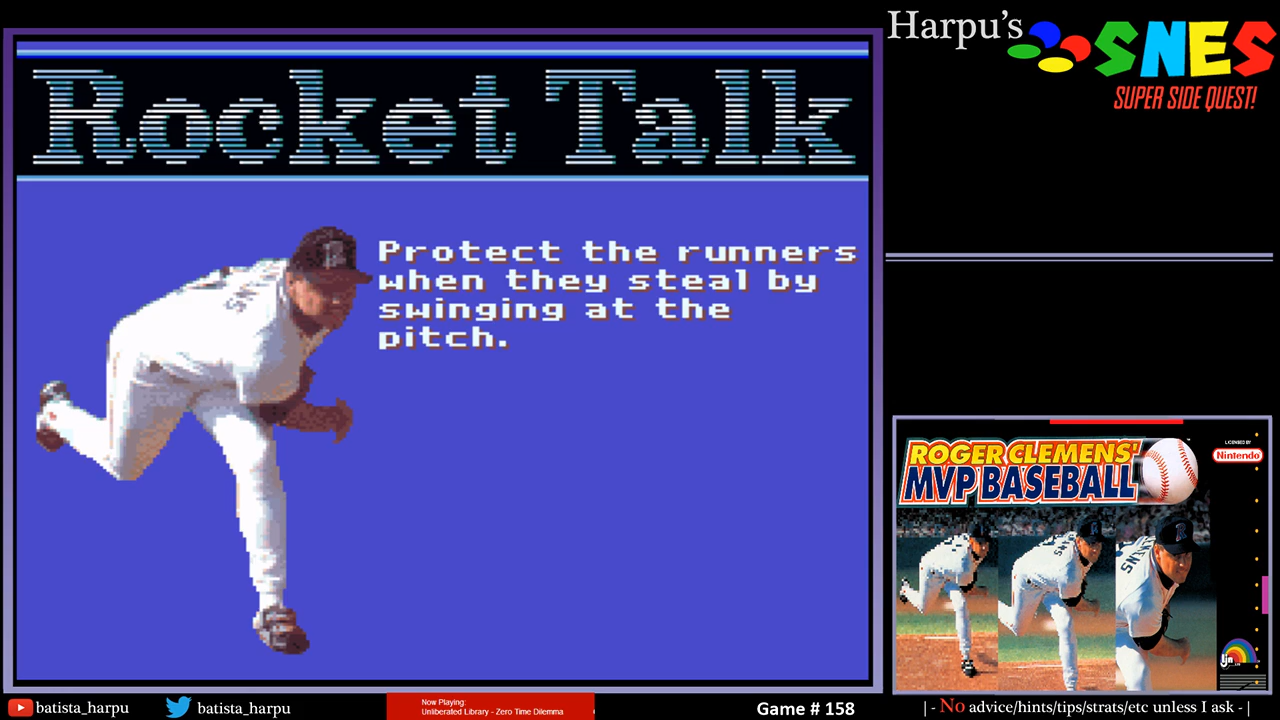 Harpu's
SNES
SUPER SIDE QUEST!
Rocket Talk
Protect the runners
when they steal by
swinging at the
pitch.
ROGER CLEMENS'
MVP BASEBALL
LICENSED BY
Nintendo
LJN
batista_harpu
batista_harpu
Now Playing:
Unliberated Library - Zero Time Dilemma
Game # 158
|- No advice/hints/tips/strats/etc unless I ask -|